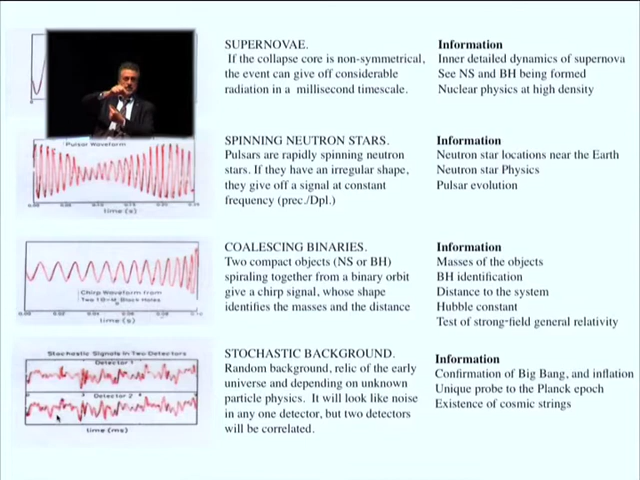 SUPERNOVAE.
If the collapse core is non-symmetrical,
the event can give off considerable
radiation in a millisecond timescale.
Information
Inner detailed dynamics of supernova
See NS and BH being formed
Nuclear physics at high density
Pulsar Waveform
time (s)
SPINNING NEUTRON STARS.
Pulsars are rapidly spinning neutron
stars. If they have an irregular shape,
they give off a signal at constant
frequency (prec./Dpl.)
Information
Neutron star locations near the Earth
Neutron star Physics
Pulsar evolution
Chirp Waveform from
Two 10-M Black Holes
time (s)
COALESCING BINARIES.
Two compact objects (NS or BH)
spiraling together from a binary orbit
give a chirp signal, whose shape
identifies the masses and the distance
Information
Masses of the objects
BH identification
Distance to the system
Hubble constant
Test of strong-field general relativity
Stochastic Signals in Two Detectors
Detector 1
Detector 2
time (ms)
STOCHASTIC BACKGROUND.
Random background, relic of the early
universe and depending on unknown
particle physics. It will look like noise
in any one detector, but two detectors
will be correlated.
Information
Confirmation of Big Bang, and inflation
Unique probe to the Planck epoch
Existence of cosmic strings